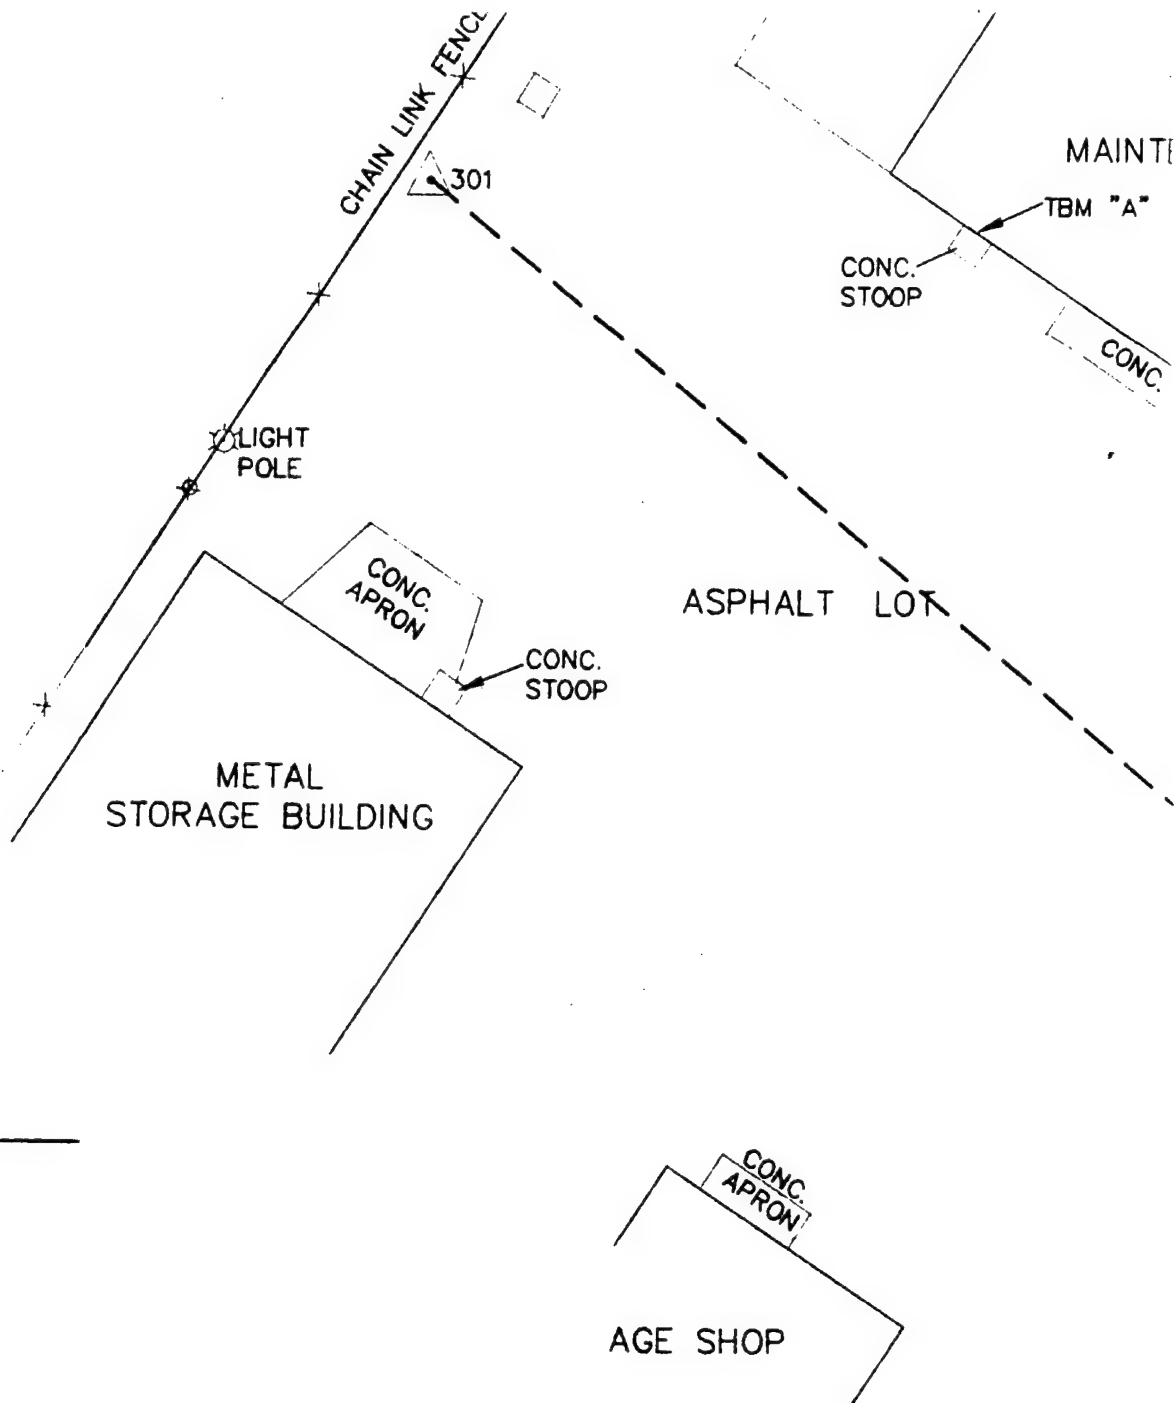 CHAIN LINK FENCE
301
MAINTE
TBM "A"
CONC.
STOOP
CONC.
LIGHT
POLE
CONC.
APRON
ASPHALT LOT
CONC.
STOOP
METAL
STORAGE BUILDING
CONC.
APRON
AGE SHOP